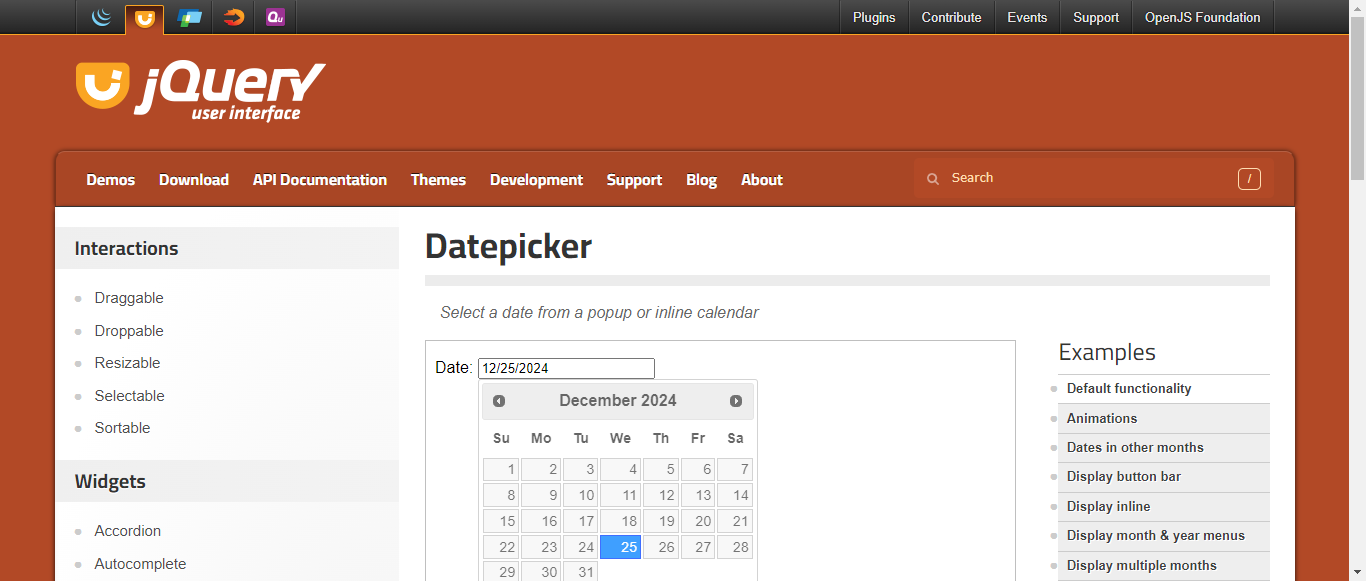 Qu
Plugins
Contribute
Events
Support
OpenJS Foundation
jQuery
user interface
Demos
Download
API Documentation
Themes
Development
Support
Blog
About
Search
/
Interactions
Draggable
Droppable
Resizable
Selectable
Sortable
Widgets
Accordion
Autocomplete
Datepicker
Select a date from a popup or inline calendar
Date: 12/25/2024
December 2024
Su Mo Tu We Th Fr Sa
1 2 3 4 5 6 7
8 9 10 11 12 13 14
15 16 17 18 19 20 21
22 23 24 25 26 27 28
29 30 31
Examples
Default functionality
Animations
Dates in other months
Display button bar
Display inline
Display month & year menus
Display multiple months